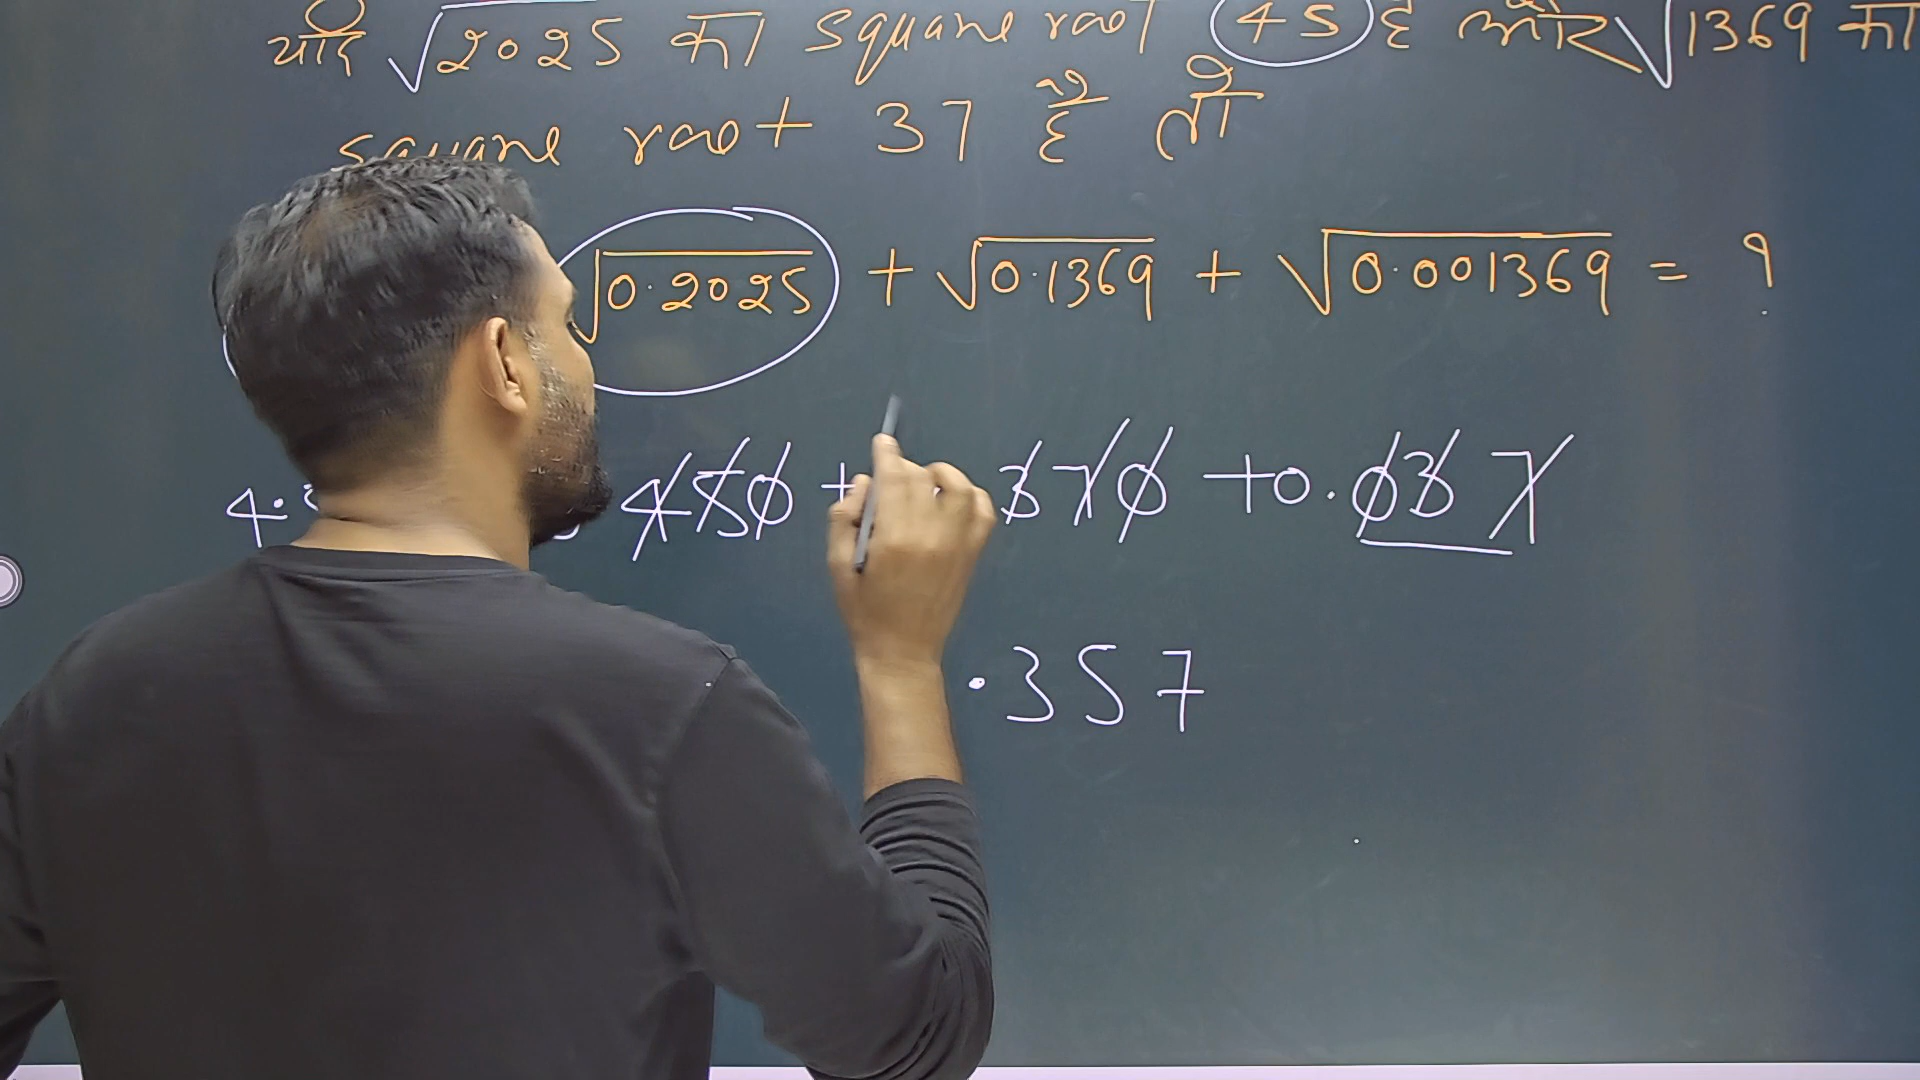 यदि √2025 का square root 45 है और √1369 का
square root 37 है तो
√0.2025 + √0.1369 + √0.001369 = ?
4. 450 + .370 + 0.037
.357